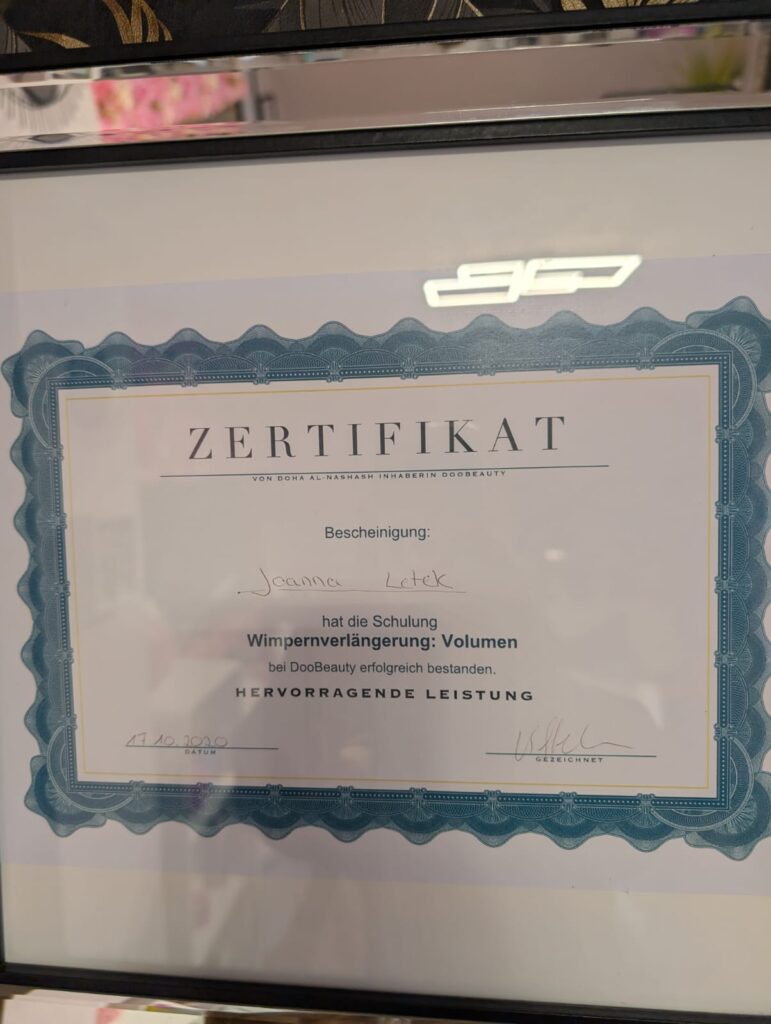 ZERTIFIKAT
VON DOHA AL-NASHASH INHABERIN DOOBEAUTY
Bescheinigung:
Joanna Letek
hat die Schulung
Wimpernverlängerung: Volumen
bei DooBeauty erfolgreich bestanden.
HERVORRAGENDE LEISTUNG
17.10.2020
DATUM
GEZEICHNET